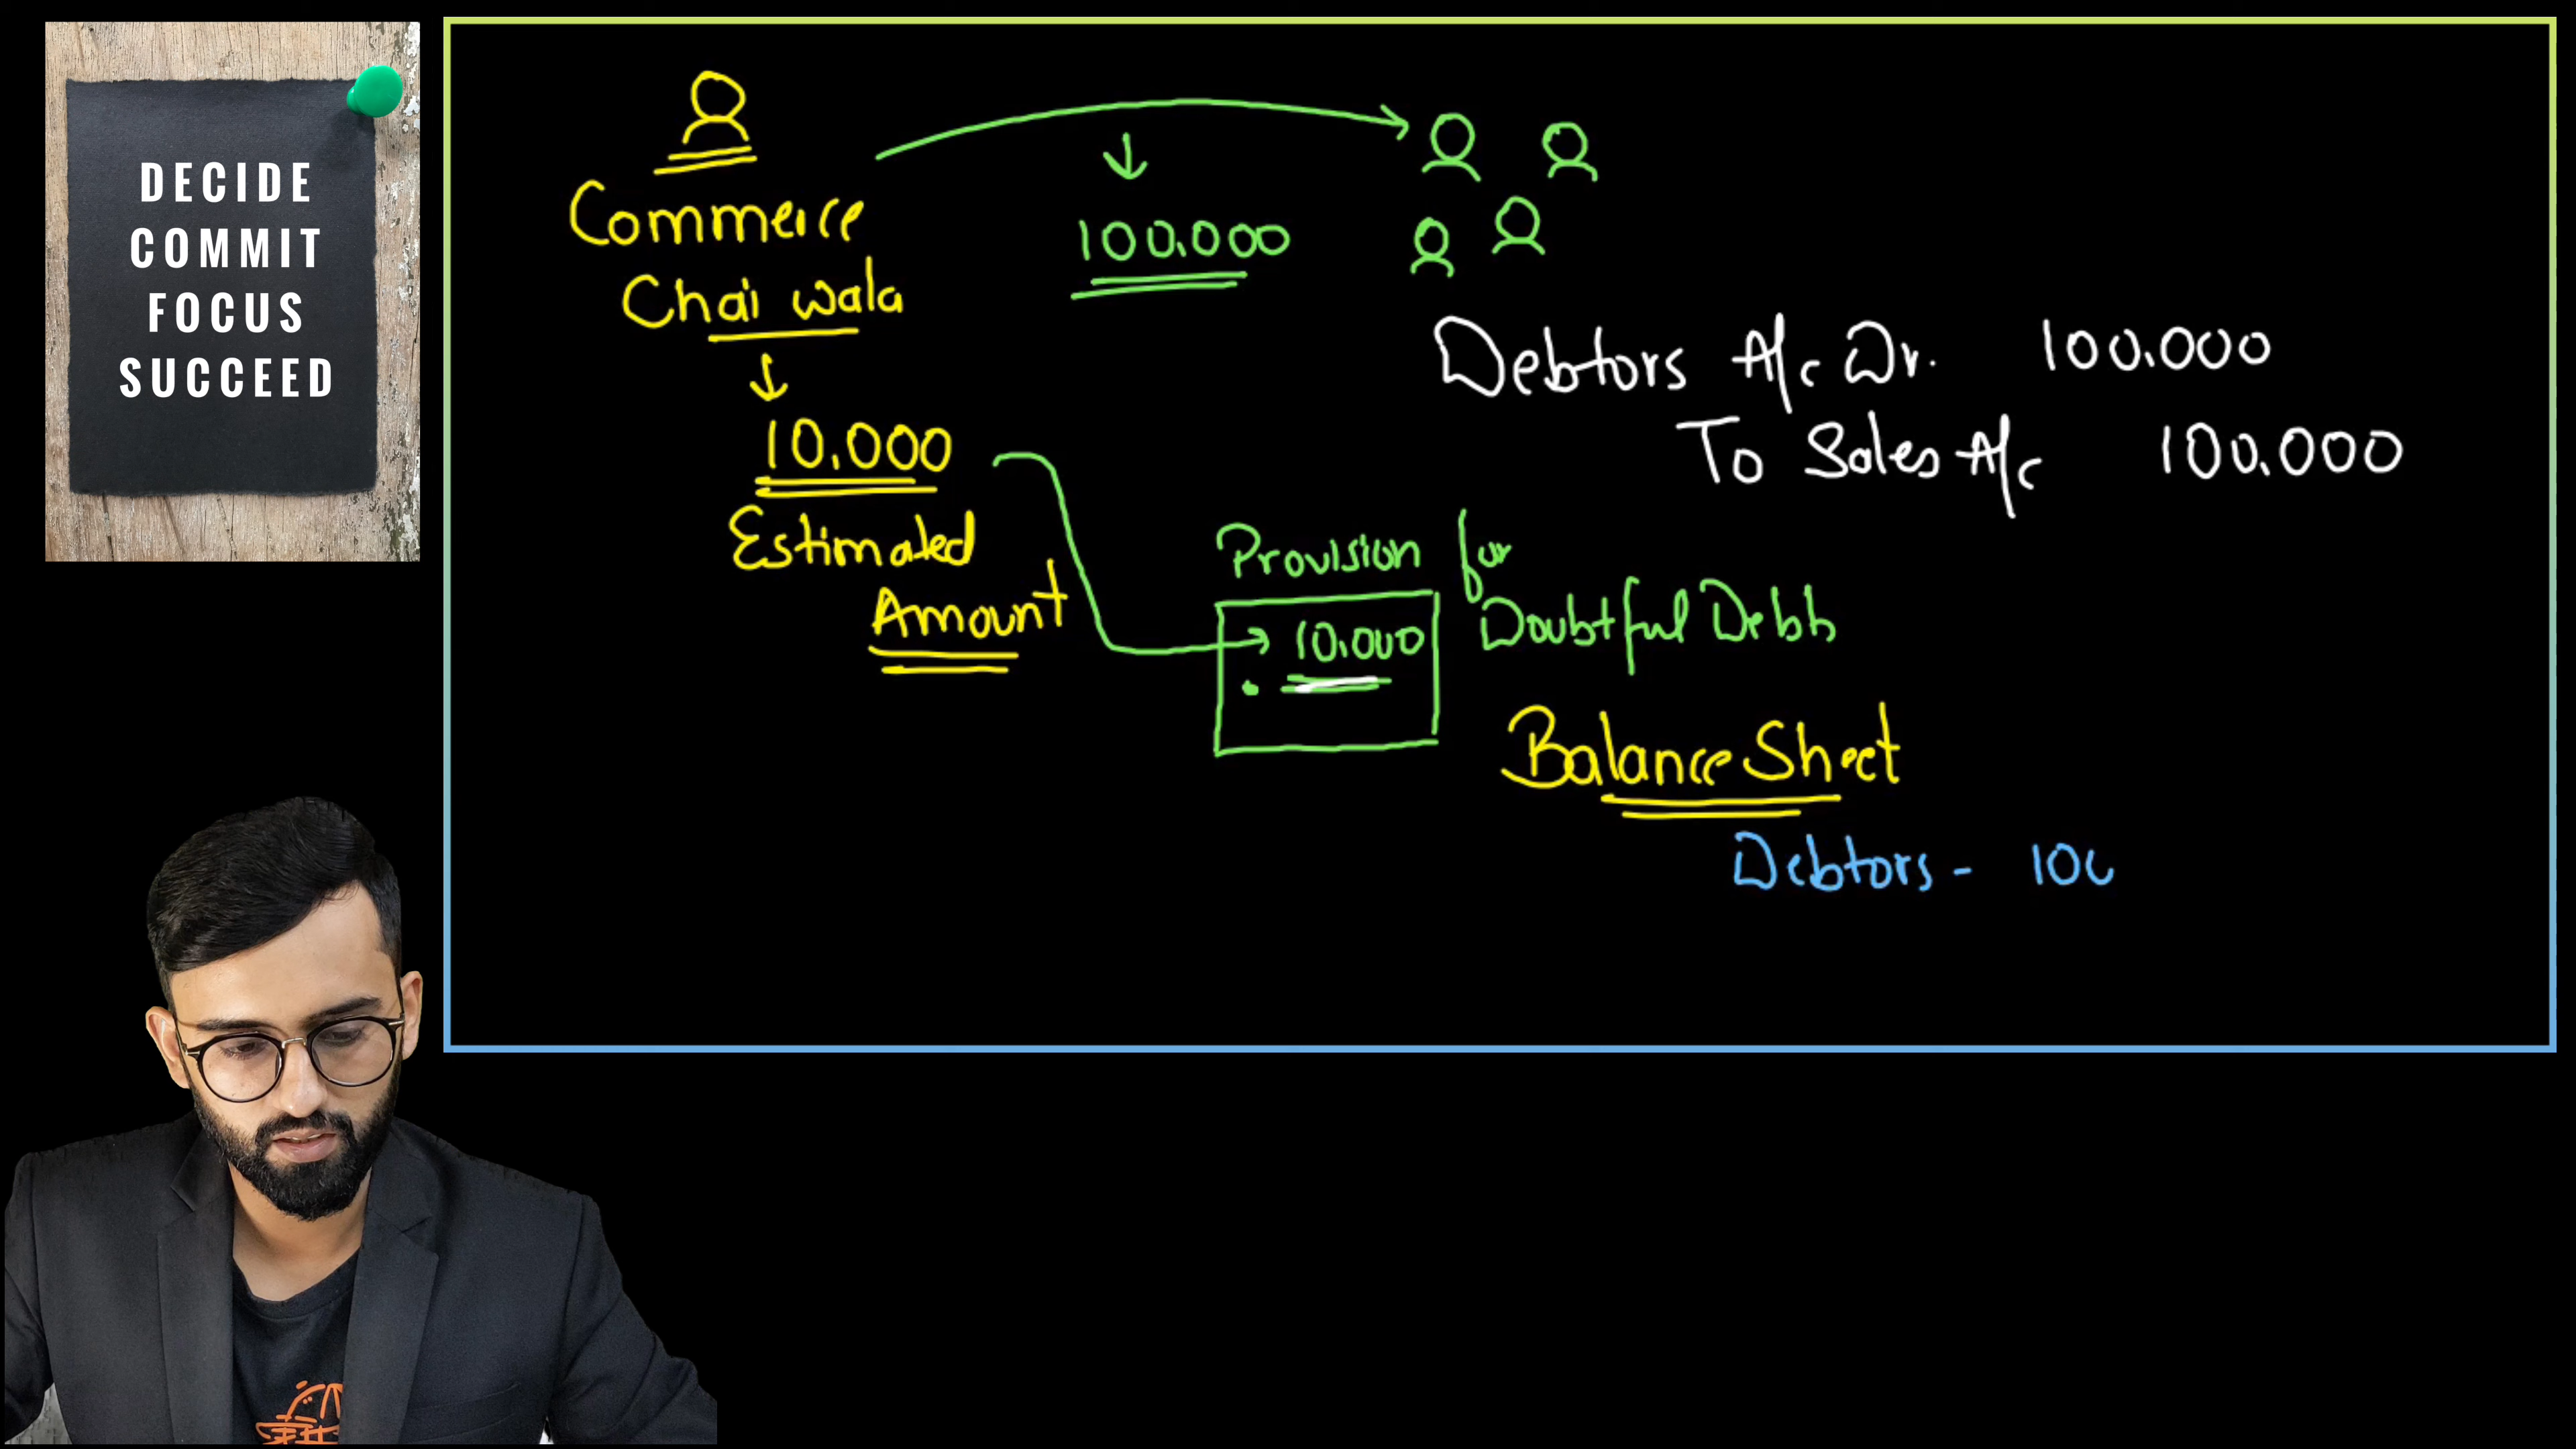 DECIDE
COMMIT
FOCUS
SUCCEED
Commerce
Chai wala
10.000
Estimated
Amount
100.000
Debtors A/c Dr. 100.000
To Sales A/c 100.000
Provision for
Doubtful Debts
10.000
Balance Sheet
Debtors - 100